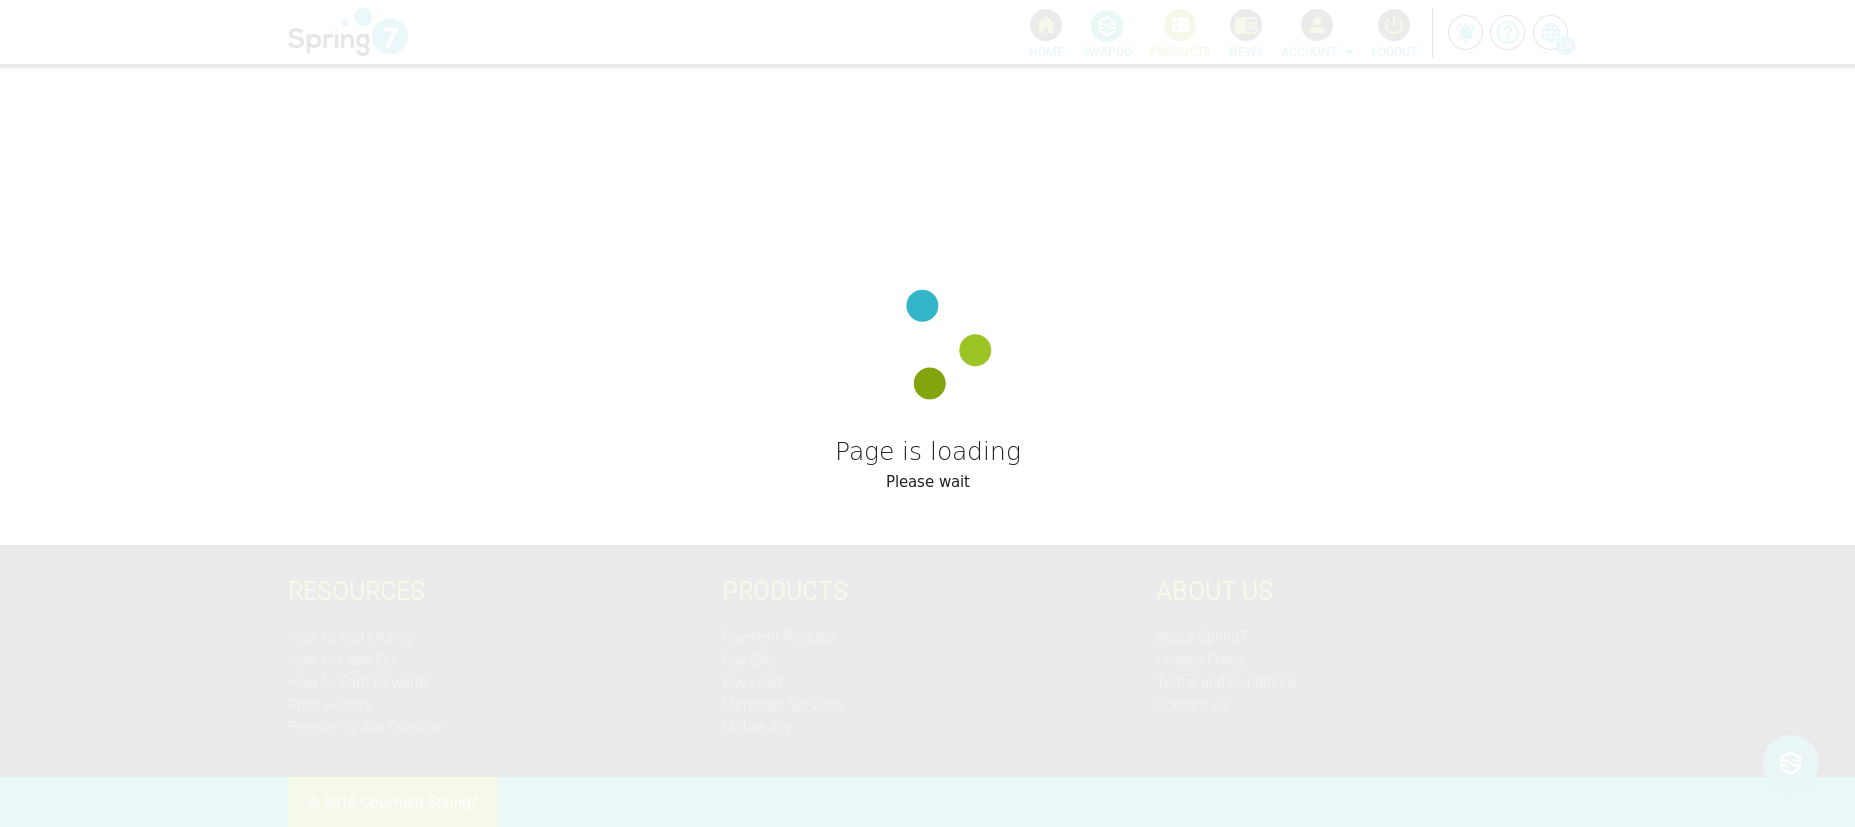 Spring7
HOME SWAPOO PRODUCTS NEWS ACCOUNT LOGOUT EN
Page is loading
Please wait
RESOURCES
How to Add Money
How to Cash Out
How to Earn Rewards
Price History
Frequently Ask Question
PRODUCTS
Payment Request
Pay Bills
Buy Load
Merchant Services
Mobile App
ABOUT US
About Spring7
Privacy Policy
Terms and Conditions
Contact Us
© 2018 Copyright Spring7